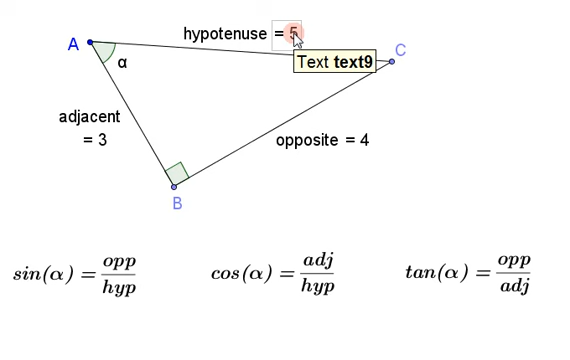 hypotenuse = 5
A
C
α
Text text9
adjacent
= 3
opposite = 4
B
sin(α) = opp/hyp
cos(α) = adj/hyp
tan(α) = opp/adj